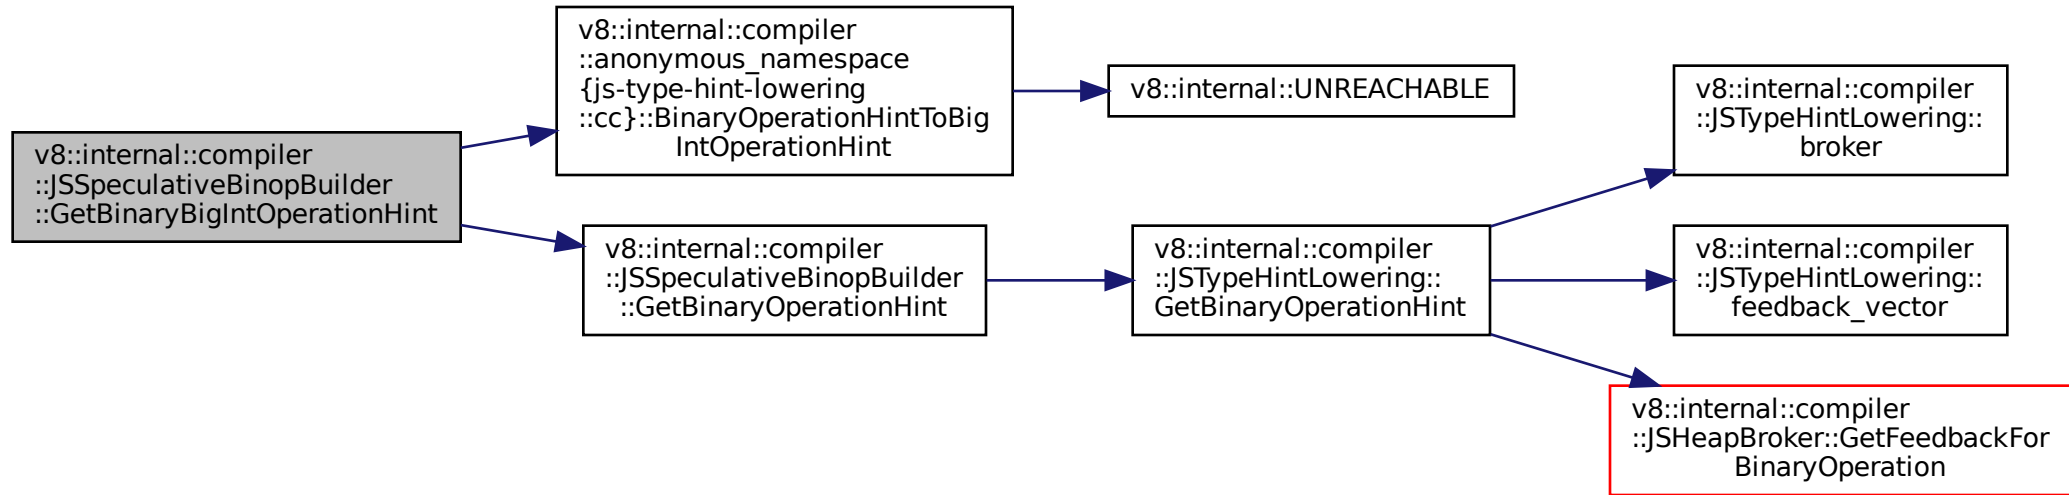 v8::internal::compiler
::JSSpeculativeBinopBuilder
::GetBinaryBigIntOperationHint
v8::internal::compiler
::anonymous_namespace
{js-type-hint-lowering
::cc}::BinaryOperationHintToBig
IntOperationHint
v8::internal::UNREACHABLE
v8::internal::compiler
::JSSpeculativeBinopBuilder
::GetBinaryOperationHint
v8::internal::compiler
::JSTypeHintLowering::
GetBinaryOperationHint
v8::internal::compiler
::JSTypeHintLowering::
broker
v8::internal::compiler
::JSTypeHintLowering::
feedback_vector
v8::internal::compiler
::JSHeapBroker::GetFeedbackFor
BinaryOperation